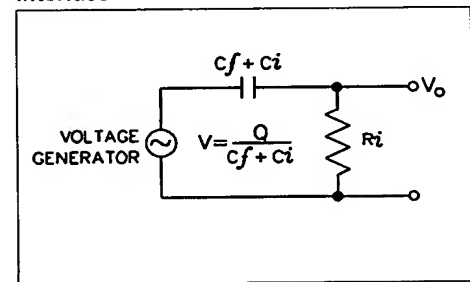 Cf + Ci
Vo
VOLTAGE
GENERATOR
V = Q
Cf + Ci
Ri